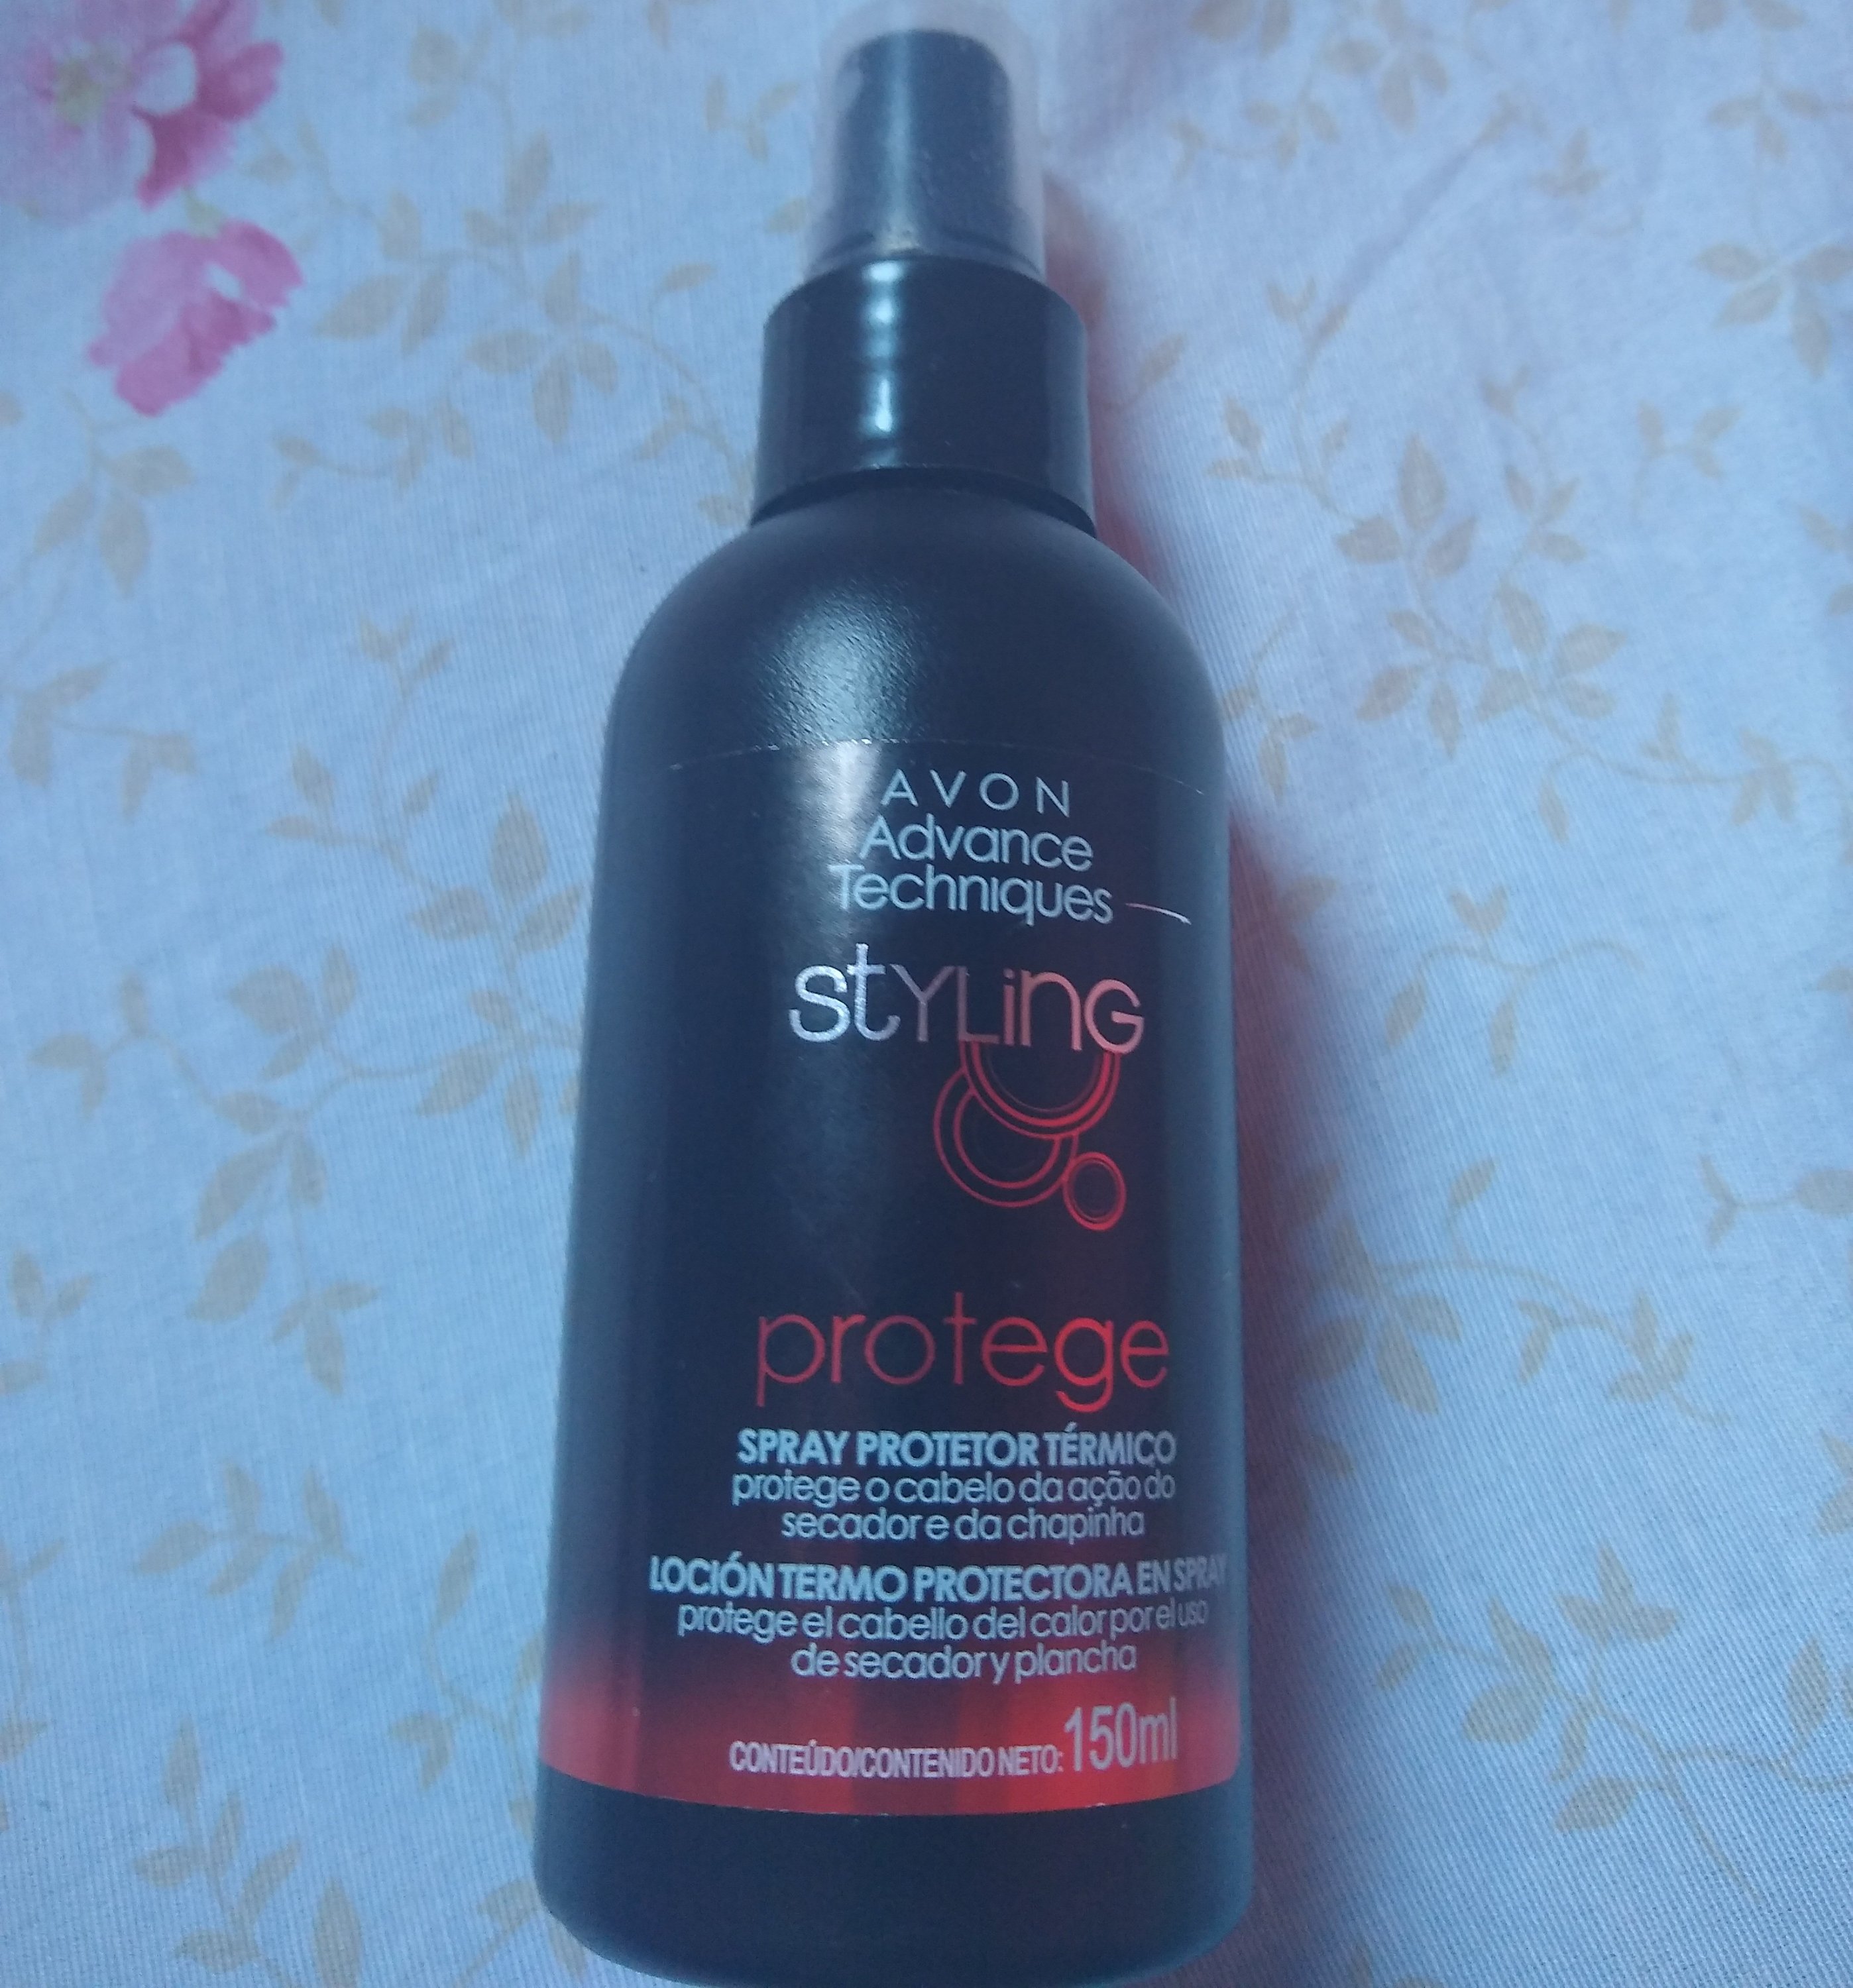 AVON
Advance
Techniques
styling
protege
SPRAY PROTETOR TÉRMICO
protege o cabelo da ação do
secador e da chapinha
LOCIÓN TERMO PROTECTORA EN SPRAY
protege el cabello del calor por el uso
de secador y plancha
CONTEÚDO/CONTENIDO NETO: 150ml